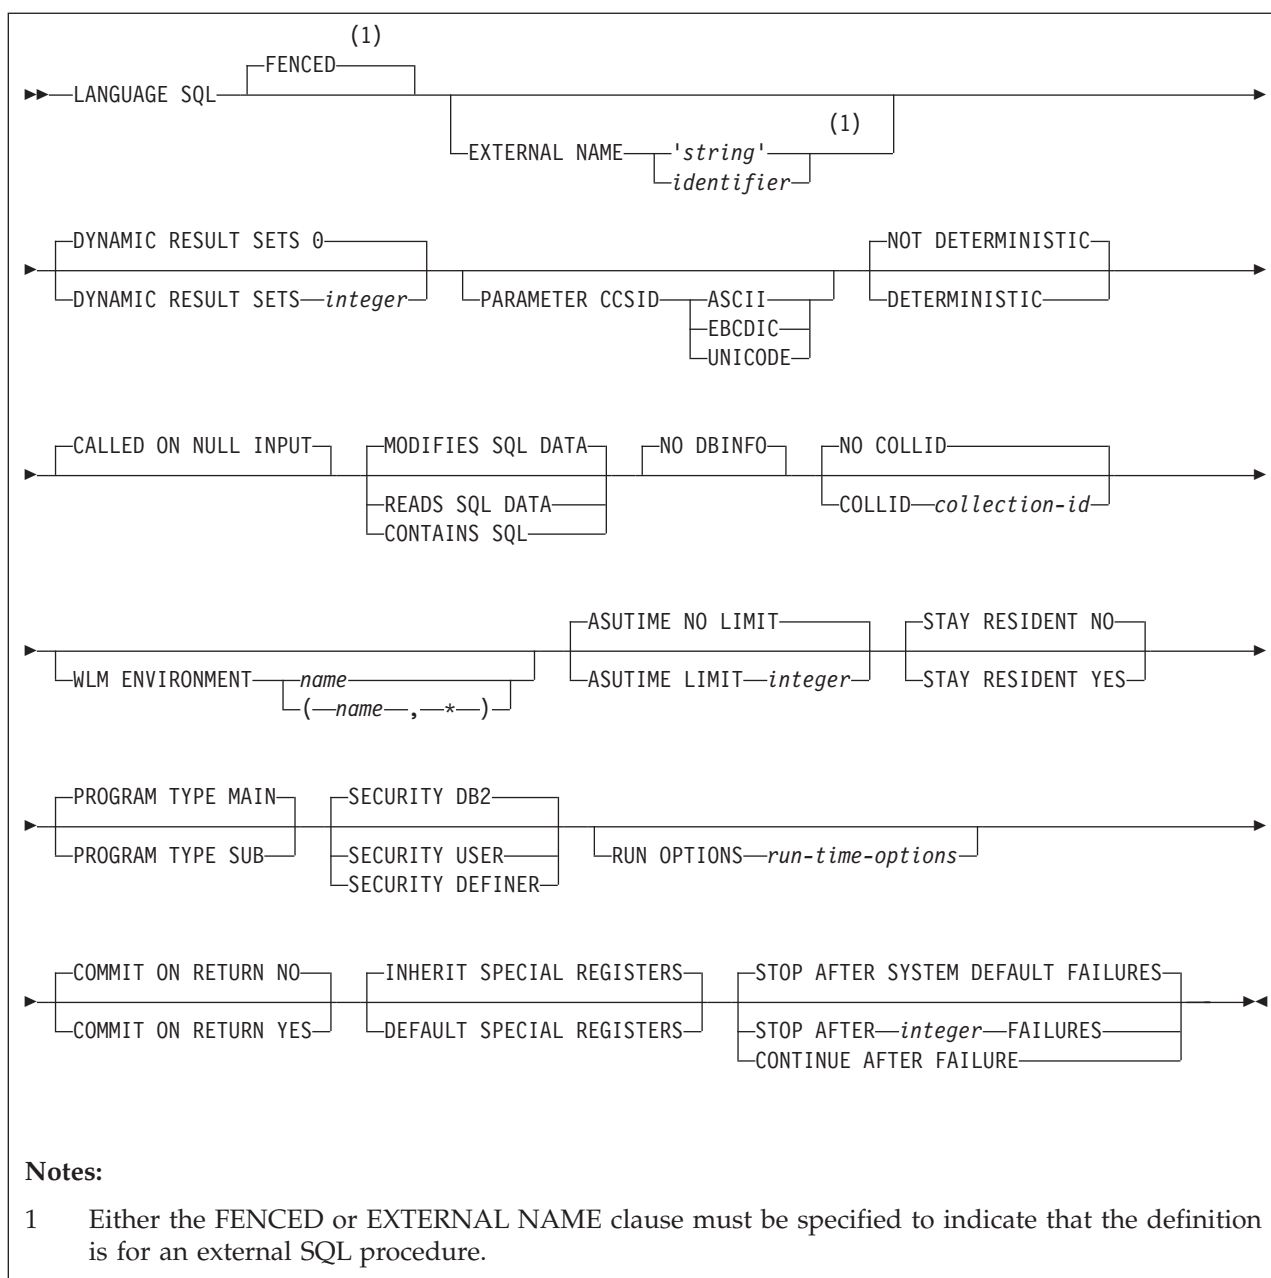 (1)
FENCED
LANGUAGE SQL
(1)
EXTERNAL NAME 'string'
identifier
DYNAMIC RESULT SETS 0 NOT DETERMINISTIC
DYNAMIC RESULT SETS integer PARAMETER CCSID ASCII DETERMINISTIC
EBCDIC
UNICODE
CALLED ON NULL INPUT MODIFIES SQL DATA NO DBINFO NO COLLID
READS SQL DATA COLLID collection-id
CONTAINS SQL
ASUTIME NO LIMIT STAY RESIDENT NO
WLM ENVIRONMENT name ASUTIME LIMIT integer STAY RESIDENT YES
( name , * )
PROGRAM TYPE MAIN SECURITY DB2
PROGRAM TYPE SUB SECURITY USER RUN OPTIONS run-time-options
SECURITY DEFINER
COMMIT ON RETURN NO INHERIT SPECIAL REGISTERS STOP AFTER SYSTEM DEFAULT FAILURES
COMMIT ON RETURN YES DEFAULT SPECIAL REGISTERS STOP AFTER integer FAILURES
CONTINUE AFTER FAILURE
Notes:
1 Either the FENCED or EXTERNAL NAME clause must be specified to indicate that the definition
is for an external SQL procedure.